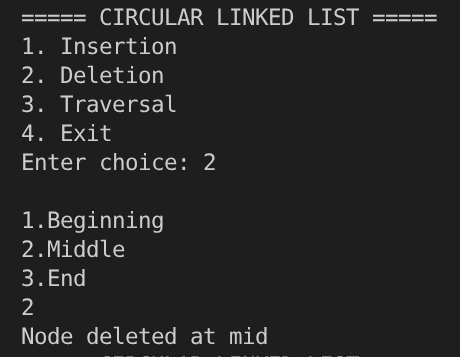 ===== CIRCULAR LINKED LIST =====
1. Insertion
2. Deletion
3. Traversal
4. Exit
Enter choice: 2

1.Beginning
2.Middle
3.End
2
Node deleted at mid